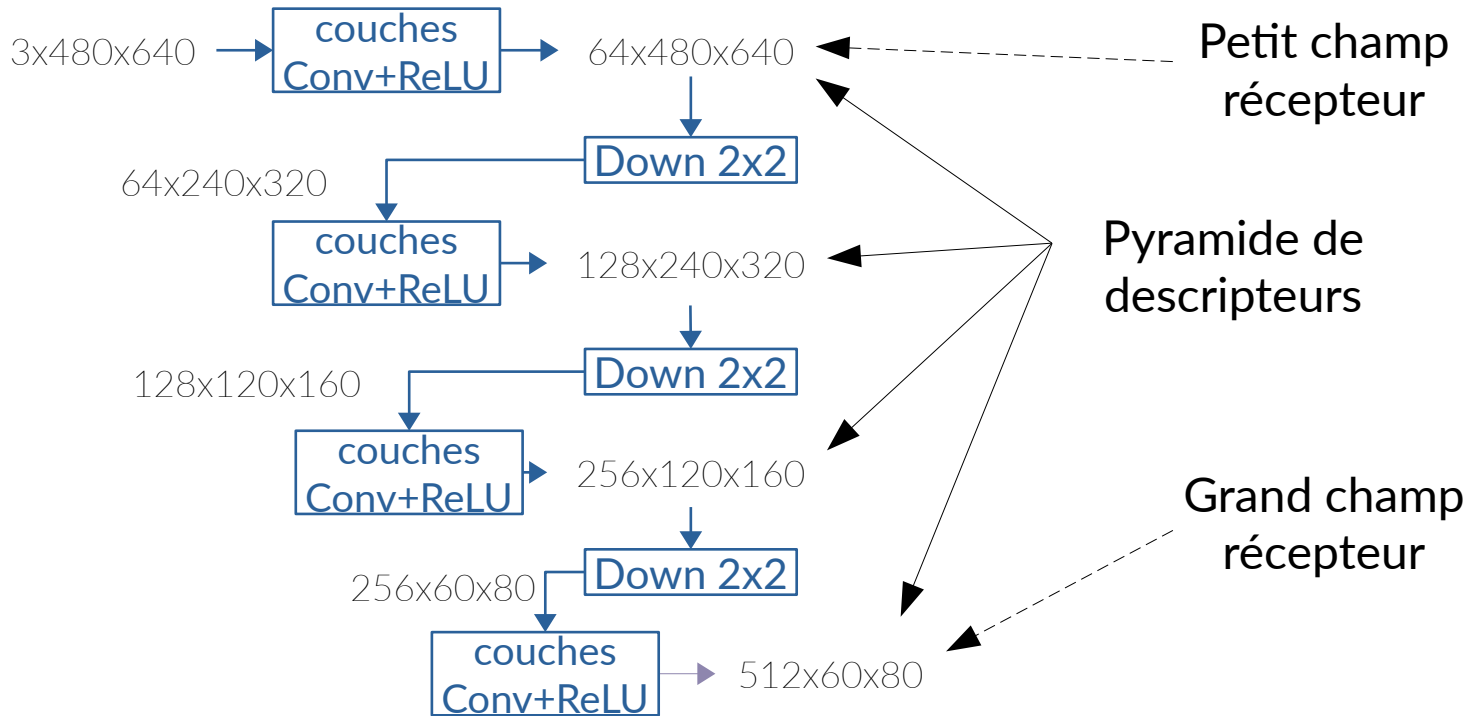 3x480x640
couches
Conv+ReLU
64x480x640
Petit champ
récepteur
Down 2x2
64x240x320
couches
Conv+ReLU
128x240x320
Pyramide de
descripteurs
Down 2x2
128x120x160
couches
Conv+ReLU
256x120x160
Grand champ
récepteur
Down 2x2
256x60x80
couches
Conv+ReLU
512x60x80